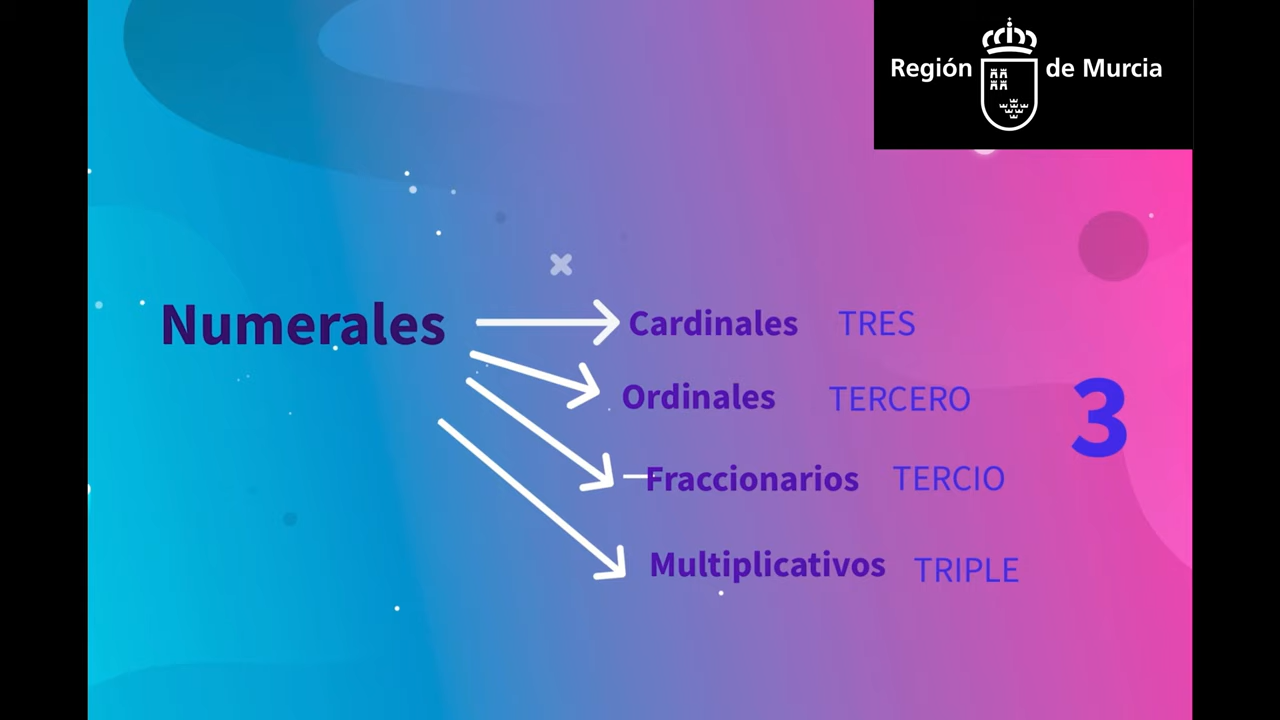 Región de Murcia
Numerales
Cardinales TRES
Ordinales TERCERO
3
Fraccionarios TERCIO
Multiplicativos TRIPLE